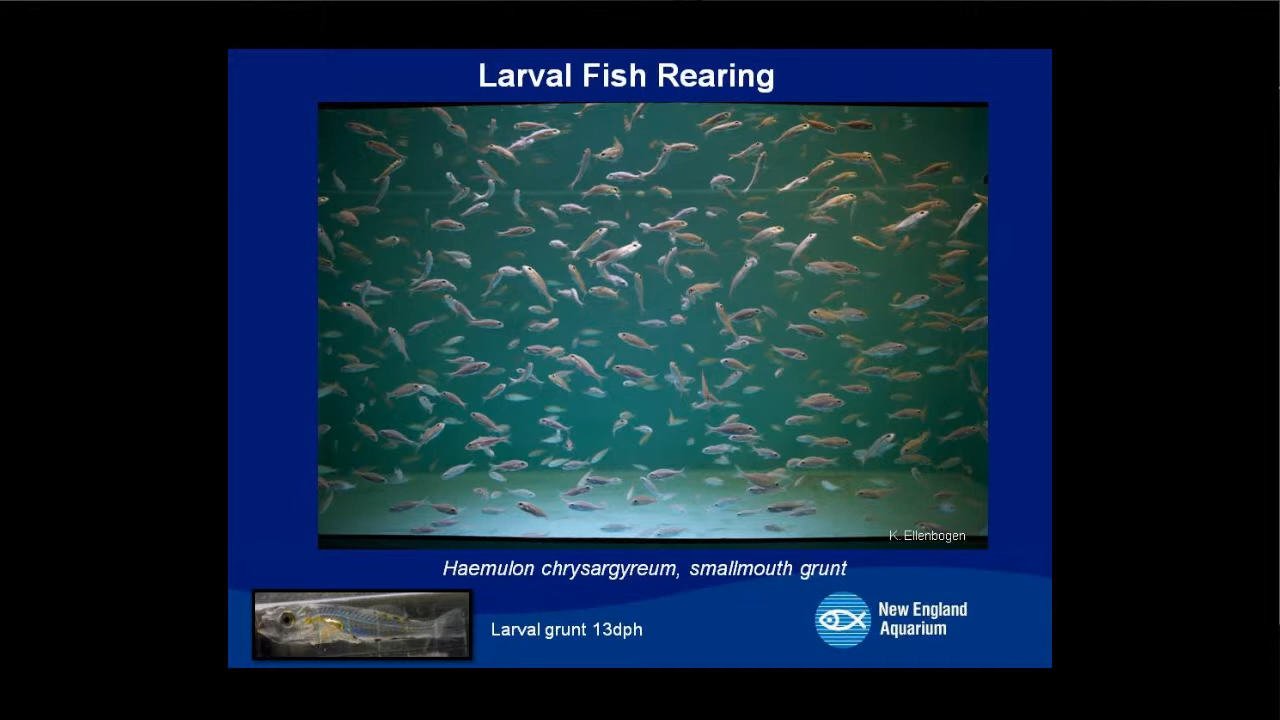 Larval Fish Rearing
K. Ellenbogen
Haemulon chrysargyreum, smallmouth grunt
Larval grunt 13dph
New England
Aquarium